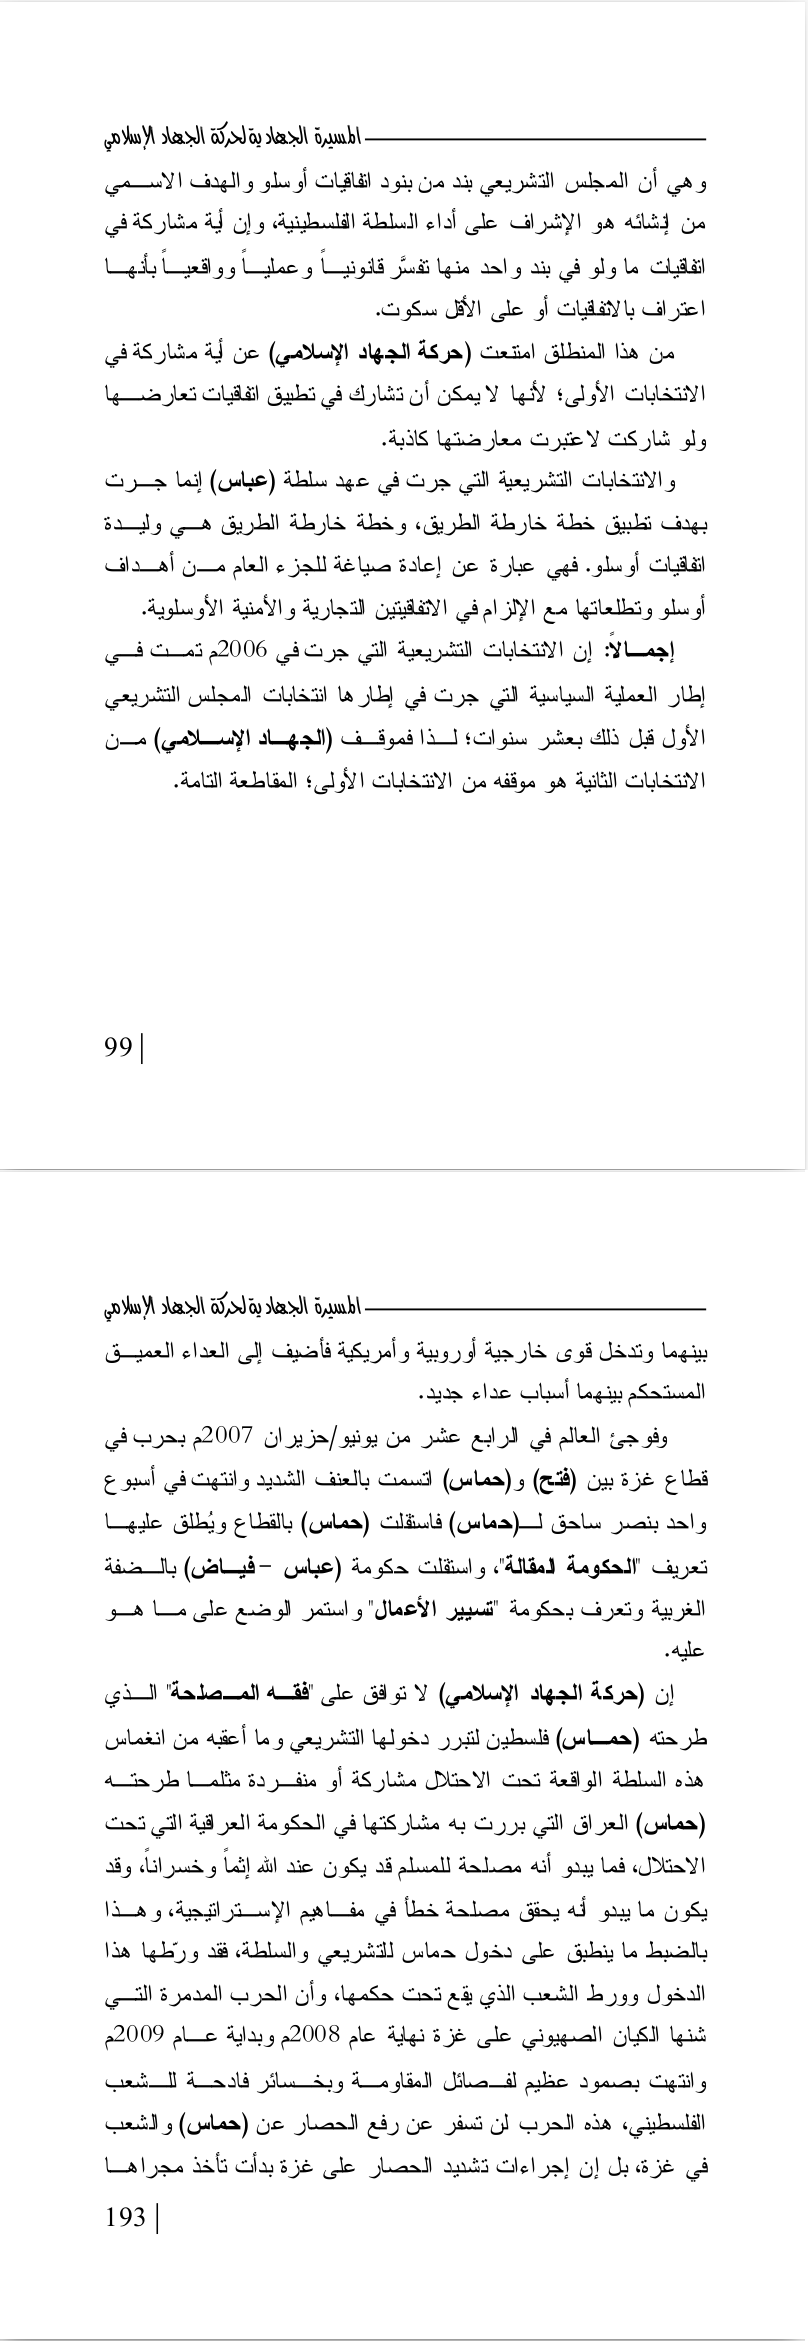 المسيرة الجهادية لحركة الجهاد الإسلامي
وهي أن المجلس التشريعي بند من بنود اتفاقيات أوسلو والهدف الاسمي
من إنشائه هو الإشراف على أداء السلطة الفلسطينية، وإن أية مشاركة في
اتفاقيات ما ولو في بند واحد منها تفسَّر قانونياً وعملياً وواقعياً بأنها
اعتراف بالاتفاقيات أو على الأقل سكوت.
من هذا المنطلق امتنعت (حركة الجهاد الإسلامي) عن أية مشاركة في
الانتخابات الأولى؛ لأنها لا يمكن أن تشارك في تطبيق اتفاقيات تعارضها
ولو شاركت لاعتبرت معارضتها كاذبة.
والانتخابات التشريعية التي جرت في عهد سلطة (عباس) إنما جرت
بهدف تطبيق خطة خارطة الطريق، وخطة خارطة الطريق هي وليدة
اتفاقيات أوسلو. فهي عبارة عن إعادة صياغة للجزء العام من أهداف
أوسلو وتطلعاتها مع الإلزام في الاتفاقيتين التجارية والأمنية الأوسلوية.
إجمالاً: إن الانتخابات التشريعية التي جرت في 2006م تمت في
إطار العملية السياسية التي جرت في إطارها انتخابات المجلس التشريعي
الأول قبل ذلك بعشر سنوات؛ لذا فموقف (الجهاد الإسلامي) من
الانتخابات الثانية هو موقفه من الانتخابات الأولى؛ المقاطعة التامة.
99 |
المسيرة الجهادية لحركة الجهاد الإسلامي
بينهما وتدخل قوى خارجية أوروبية وأمريكية فأضيف إلى العداء العميق
المستحكم بينهما أسباب عداء جديد.
وفوجئ العالم في الرابع عشر من يونيو/حزيران 2007م بحرب في
قطاع غزة بين (فتح) و(حماس) اتسمت بالعنف الشديد وانتهت في أسبوع
واحد بنصر ساحق لـ(حماس) فاستقلت (حماس) بالقطاع ويُطلق عليها
تعريف "الحكومة المقالة"، واستقلت حكومة (عباس – فياض) بالضفة
الغربية وتعرف بحكومة "تسيير الأعمال" واستمر الوضع على ما هو
عليه.
إن (حركة الجهاد الإسلامي) لا توافق على "فقه المصلحة" الذي
طرحته (حماس) فلسطين لتبرر دخولها التشريعي وما أعقبه من انغماس
هذه السلطة الواقعة تحت الاحتلال مشاركة أو منفردة مثلما طرحته
(حماس) العراق التي بررت به مشاركتها في الحكومة العراقية التي تحت
الاحتلال، فما يبدو أنه مصلحة للمسلم قد يكون عند الله إثماً وخسراناً، وقد
يكون ما يبدو أنه يحقق مصلحة خطأ في مفاهيم الإستراتيجية، وهذا
بالضبط ما ينطبق على دخول حماس للتشريعي والسلطة، فقد ورّطها هذا
الدخول وورط الشعب الذي يقع تحت حكمها، وأن الحرب المدمرة التي
شنها الكيان الصهيوني على غزة نهاية عام 2008م وبداية عام 2009م
وانتهت بصمود عظيم لفصائل المقاومة وبخسائر فادحة للشعب
الفلسطيني، هذه الحرب لن تسفر عن رفع الحصار عن (حماس) والشعب
في غزة، بل إن إجراءات تشديد الحصار على غزة بدأت تأخذ مجراها
193 |